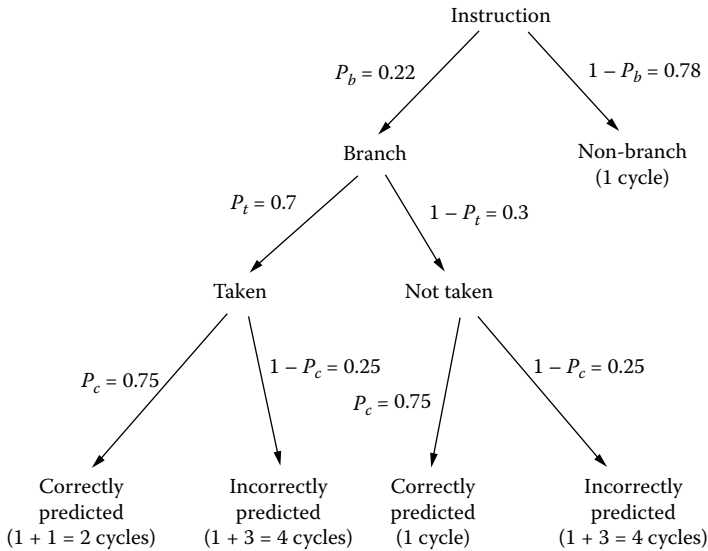 Instruction
P_b = 0.22
1 – P_b = 0.78
Branch
Non-branch
(1 cycle)
P_t = 0.7
1 – P_t = 0.3
Taken
Not taken
P_c = 0.75
1 – P_c = 0.25
P_c = 0.75
1 – P_c = 0.25
Correctly
predicted
(1 + 1 = 2 cycles)
Incorrectly
predicted
(1 + 3 = 4 cycles)
Correctly
predicted
(1 cycle)
Incorrectly
predicted
(1 + 3 = 4 cycles)